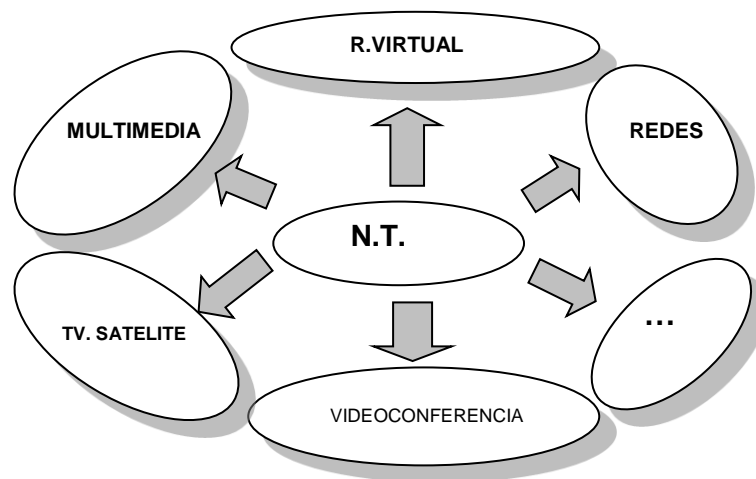 R.VIRTUAL
MULTIMEDIA
REDES
N.T.
TV. SATELITE
...
VIDEOCONFERENCIA